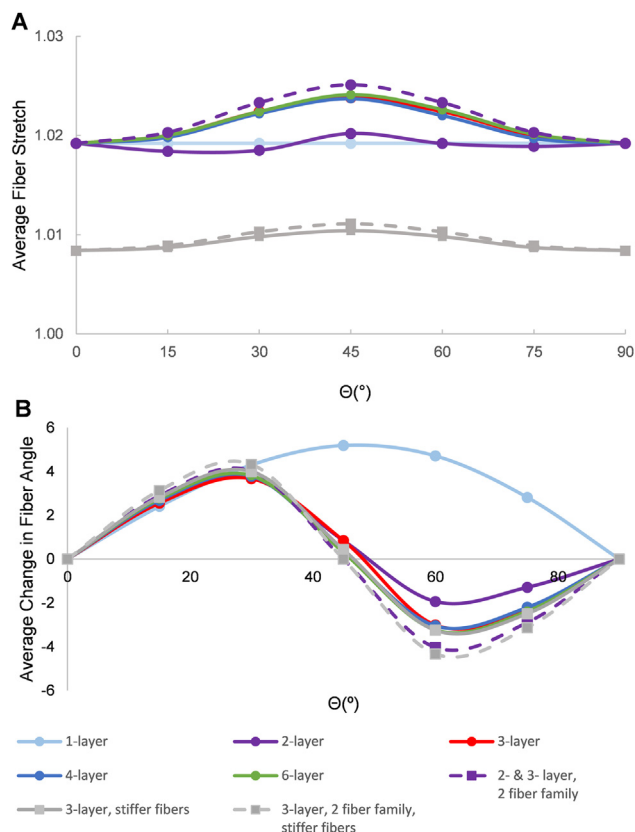 A
1.03
1.02
1.01
1.00
Average Fiber Stretch
0
15
30
45
60
75
90
Θ(°)
B
6
4
2
0
-2
-4
-6
Average Change in Fiber Angle
0
20
40
60
80
Θ(º)
1-layer
2-layer
3-layer
4-layer
6-layer
2- & 3- layer,
2 fiber family
3-layer, stiffer fibers
3-layer, 2 fiber family,
stiffer fibers